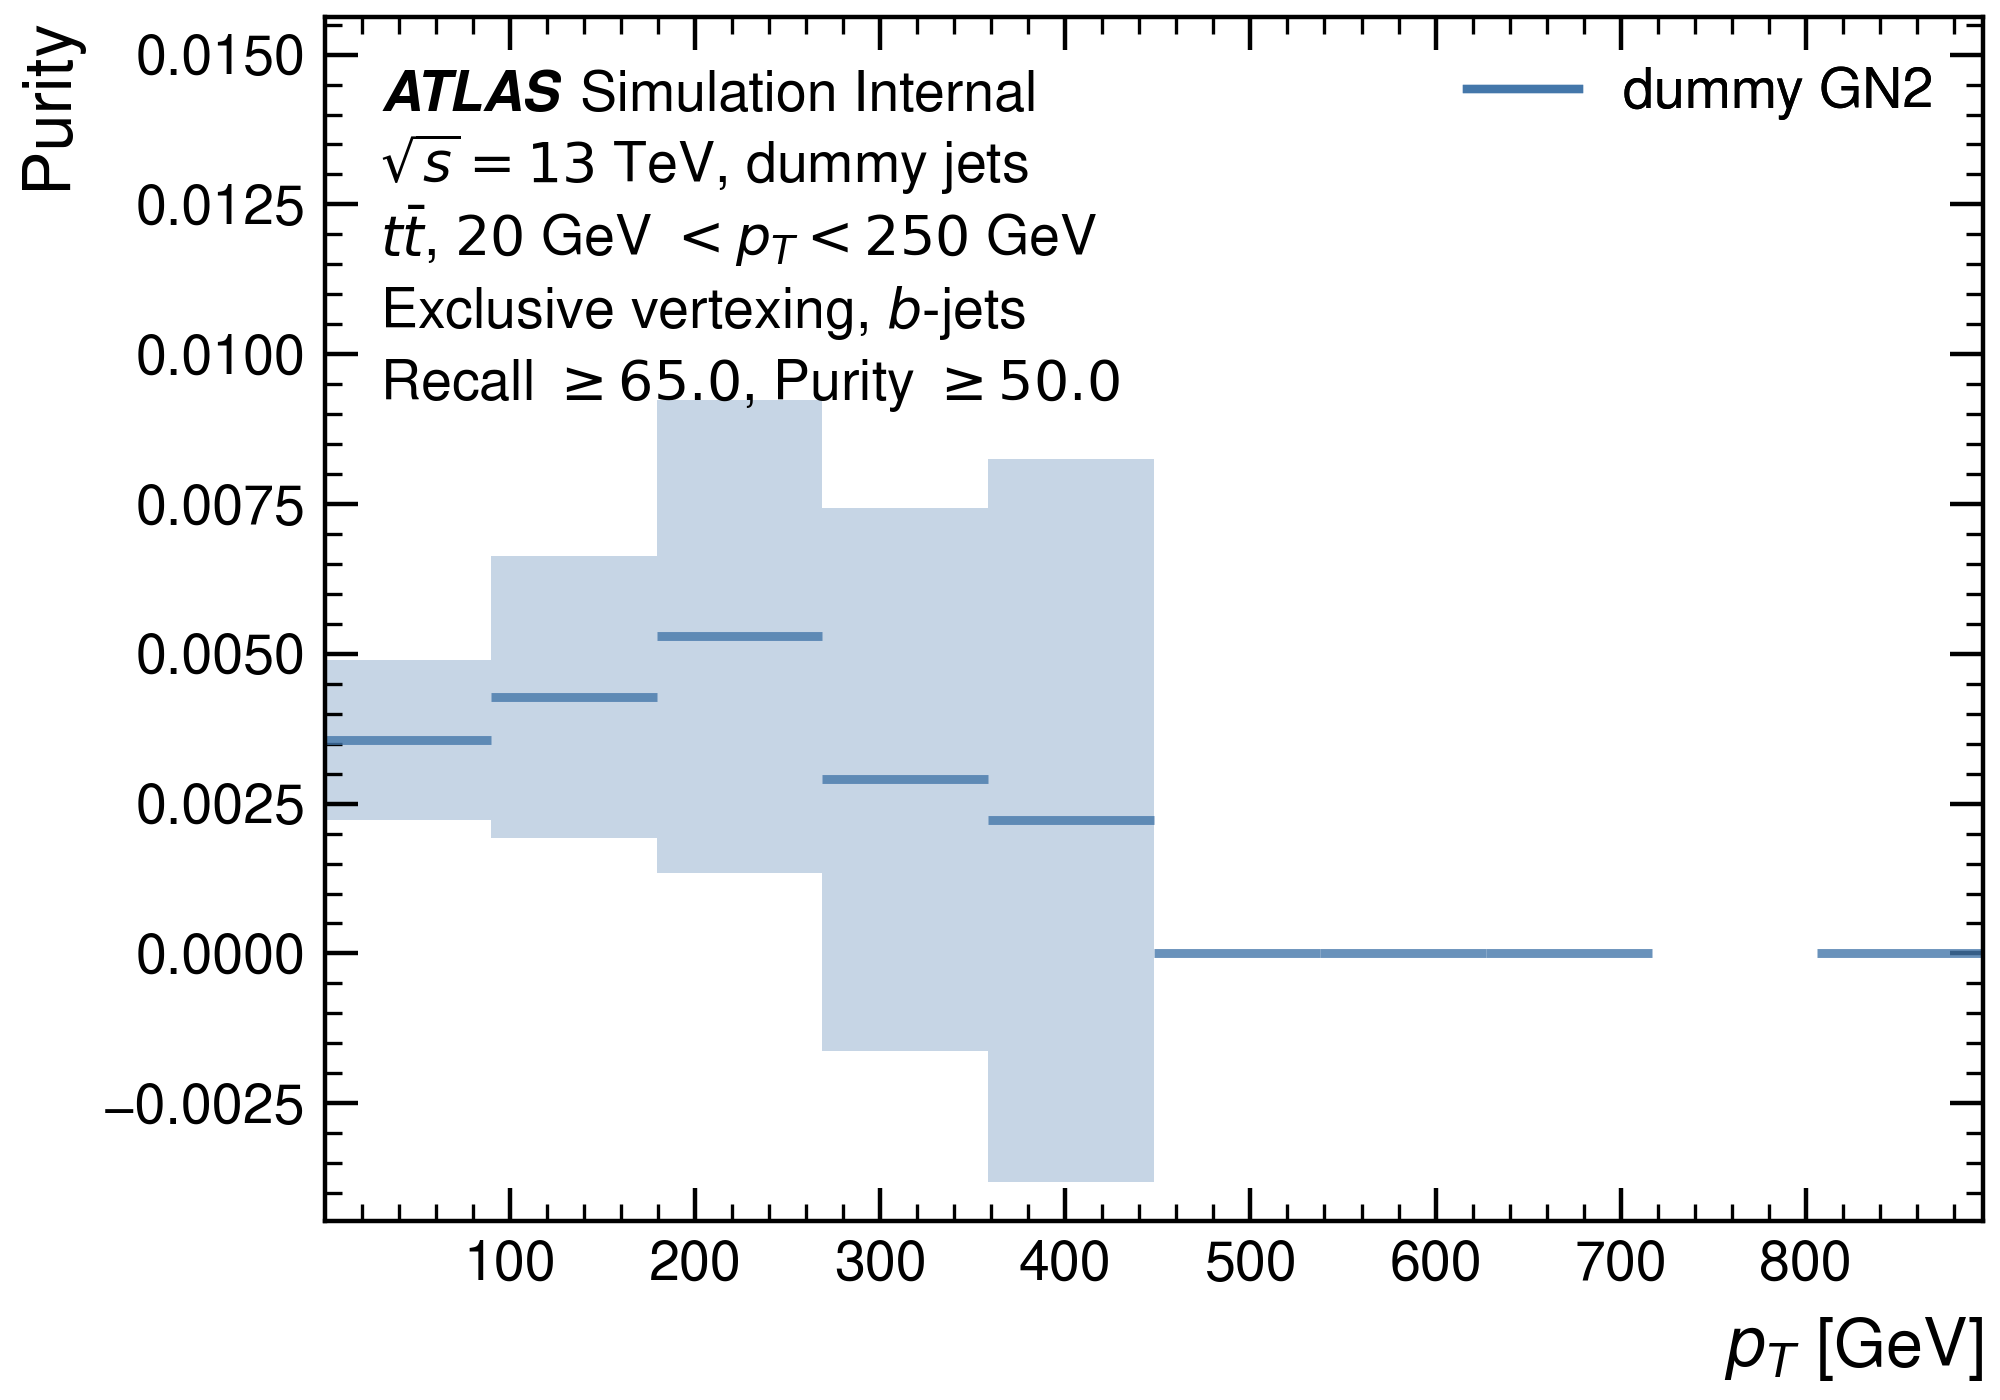 Purity
0.0150
0.0125
0.0100
0.0075
0.0050
0.0025
0.0000
−0.0025
ATLAS Simulation Internal
√s = 13 TeV, dummy jets
tt̄, 20 GeV < p_T < 250 GeV
Exclusive vertexing, b-jets
Recall ≥ 65.0, Purity ≥ 50.0
dummy GN2
100 200 300 400 500 600 700 800
p_T [GeV]